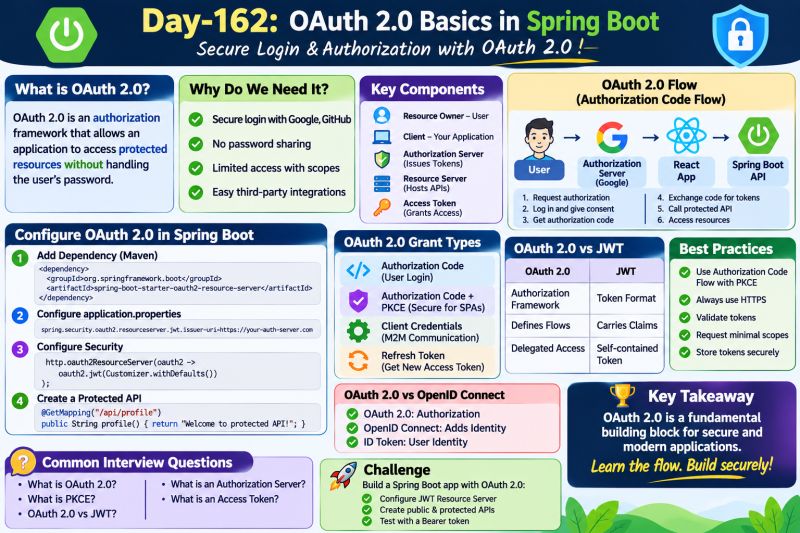 Day-162: OAuth 2.0 Basics in Spring Boot
Secure Login & Authorization with OAuth 2.0 !
What is OAuth 2.0?
OAuth 2.0 is an authorization
framework that allows an
application to access protected
resources without handling
the user's password.
Why Do We Need It?
Secure login with Google, GitHub
No password sharing
Limited access with scopes
Easy third-party integrations
Key Components
Resource Owner – User
Client – Your Application
Authorization Server
(Issues Tokens)
Resource Server
(Hosts APIs)
Access Token
(Grants Access)
OAuth 2.0 Flow
(Authorization Code Flow)
User
Authorization
Server
(Google)
React
App
Spring Boot
API
1. Request authorization
2. Log in and give consent
3. Get authorization code
4. Exchange code for tokens
5. Call protected API
6. Access resources
Configure OAuth 2.0 in Spring Boot
1 Add Dependency (Maven)
<dependency>
<groupId>org.springframework.boot</groupId>
<artifactId>spring-boot-starter-oauth2-resource-server</artifactId>
</dependency>
2 Configure application.properties
spring.security.oauth2.resourceserver.jwt.issuer-uri=https://your-auth-server.com
3 Configure Security
http.oauth2ResourceServer(oauth2 ->
oauth2.jwt(Customizer.withDefaults())
);
4 Create a Protected API
@GetMapping("/api/profile")
public String profile() { return "Welcome to protected API!"; }
OAuth 2.0 Grant Types
Authorization Code
(User Login)
Authorization Code +
PKCE (Secure for SPAs)
Client Credentials
(M2M Communication)
Refresh Token
(Get New Access Token)
OAuth 2.0 vs JWT
OAuth 2.0 JWT
Authorization
Framework
Token Format
Defines Flows Carries Claims
Delegated Access
Self-contained
Token
Best Practices
Use Authorization Code
Flow with PKCE
Always use HTTPS
Validate tokens
Request minimal scopes
Store tokens securely
OAuth 2.0 vs OpenID Connect
OAuth 2.0: Authorization
OpenID Connect: Adds Identity
ID Token: User Identity
Key Takeaway
OAuth 2.0 is a fundamental
building block for secure and
modern applications.
Learn the flow. Build securely!
? Common Interview Questions
• What is OAuth 2.0?
• What is PKCE?
• OAuth 2.0 vs JWT?
• What is an Authorization Server?
• What is an Access Token?
Challenge
Build a Spring Boot app with OAuth 2.0:
Configure JWT Resource Server
Create public & protected APIs
Test with a Bearer token